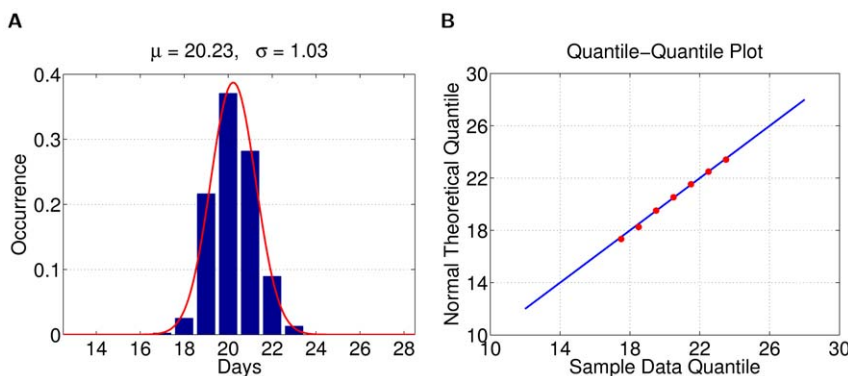 A
B
μ = 20.23, σ = 1.03
Quantile−Quantile Plot
0.4
0.3
0.2
0.1
0
Occurrence
14 16 18 20 22 24 26 28
Days
30
26
22
18
14
10
Normal Theoretical Quantile
10 14 18 22 26 30
Sample Data Quantile